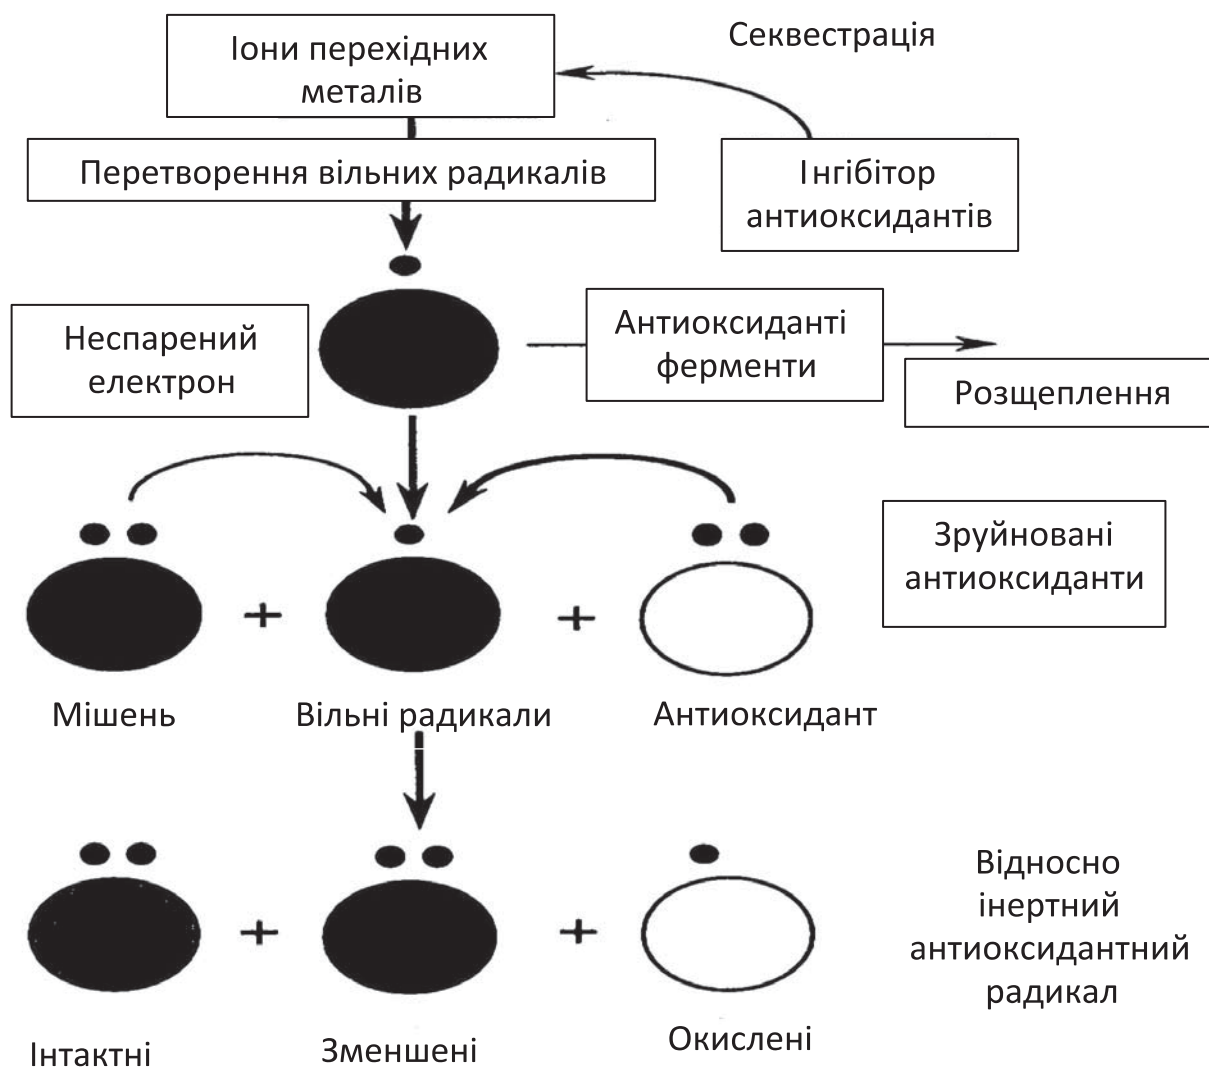 Іони перехідних
металів
Секвестрація
Перетворення вільних радикалів
Інгібітор
антиоксидантів
Неспарений
електрон
Антиоксиданті
ферменти
Розщеплення
Зруйновані
антиоксиданти
+
+
Мішень
Вільні радикали
Антиоксидант
+
+
Відносно
інертний
антиоксидантний
радикал
Інтактні
Зменшені
Окислені